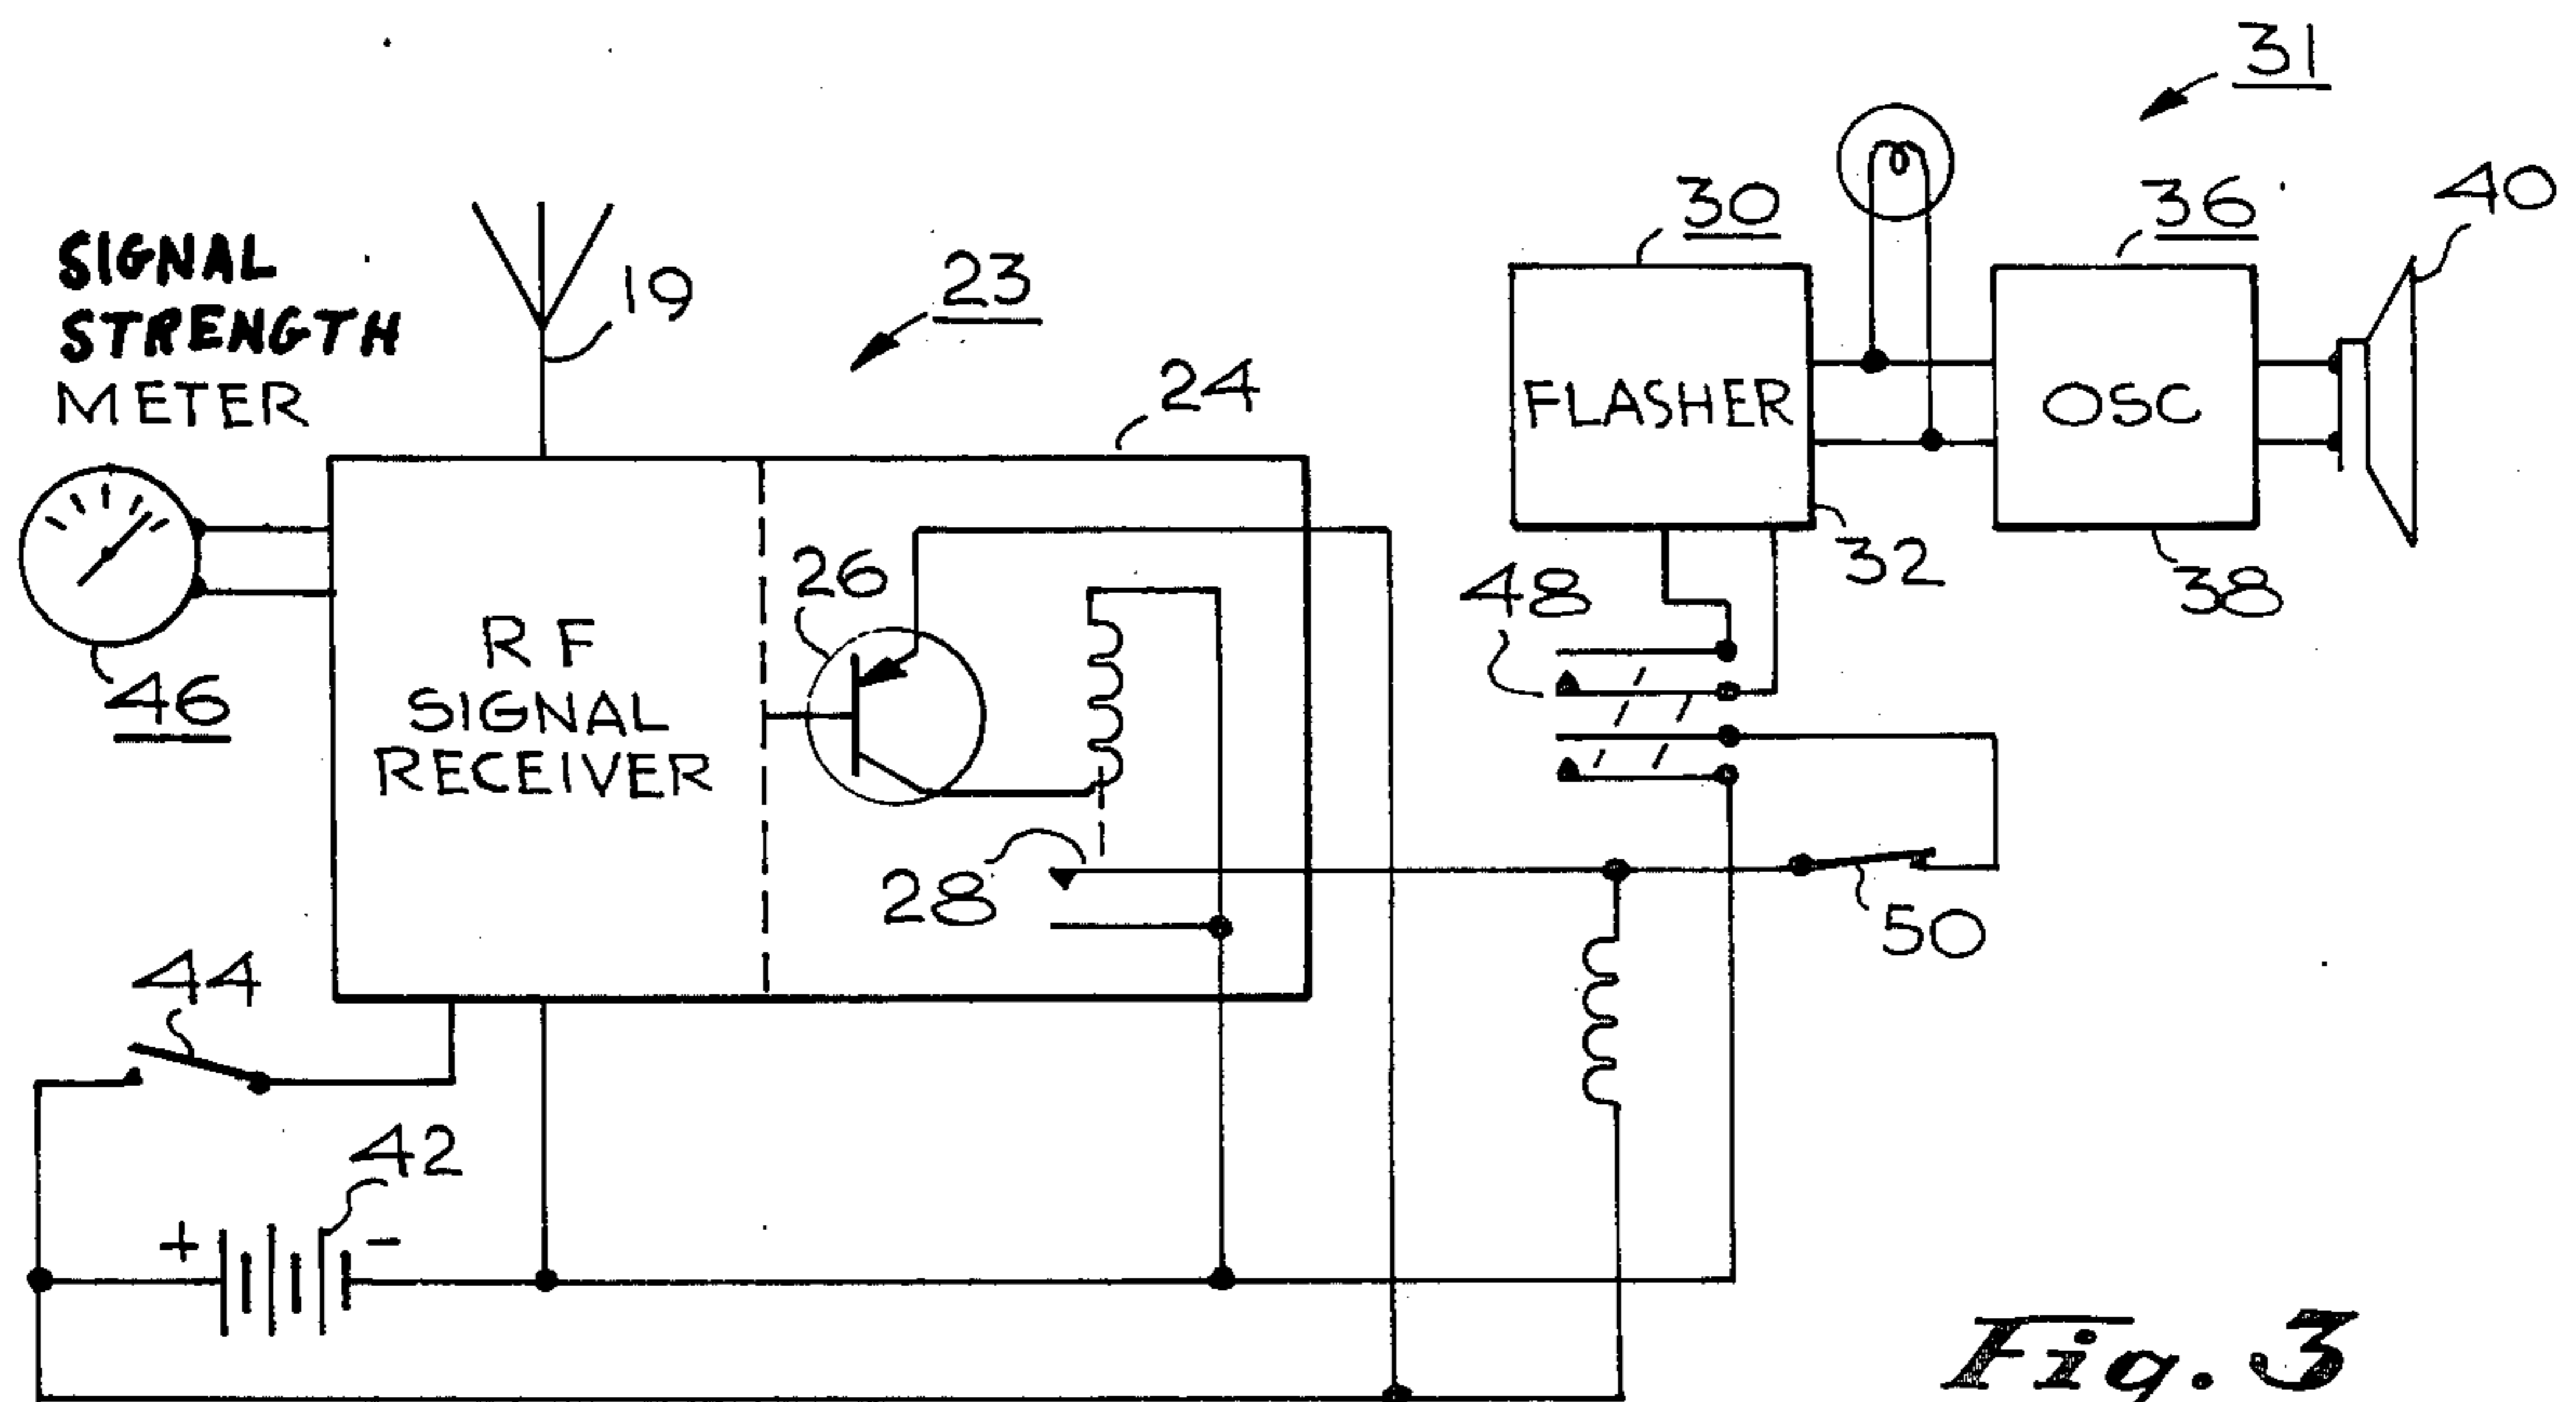 31
30
36
40
SIGNAL
STRENGTH
METER
19
23
24
FLASHER
OSC
32
38
26
48
46
RF
SIGNAL
RECEIVER
28
50
44
42
+ −
Fig. 3